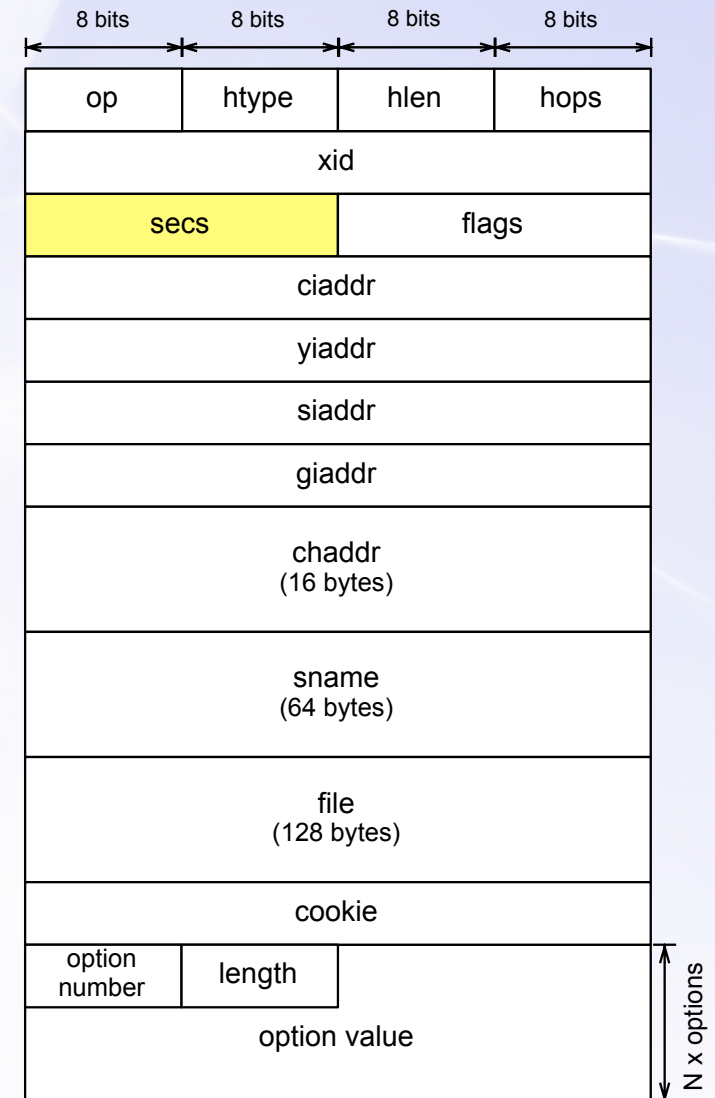 8 bits 8 bits 8 bits 8 bits
op htype hlen hops
xid
secs flags
ciaddr
yiaddr
siaddr
giaddr
chaddr
(16 bytes)
sname
(64 bytes)
file
(128 bytes)
cookie
option
number
length
option value
N x options